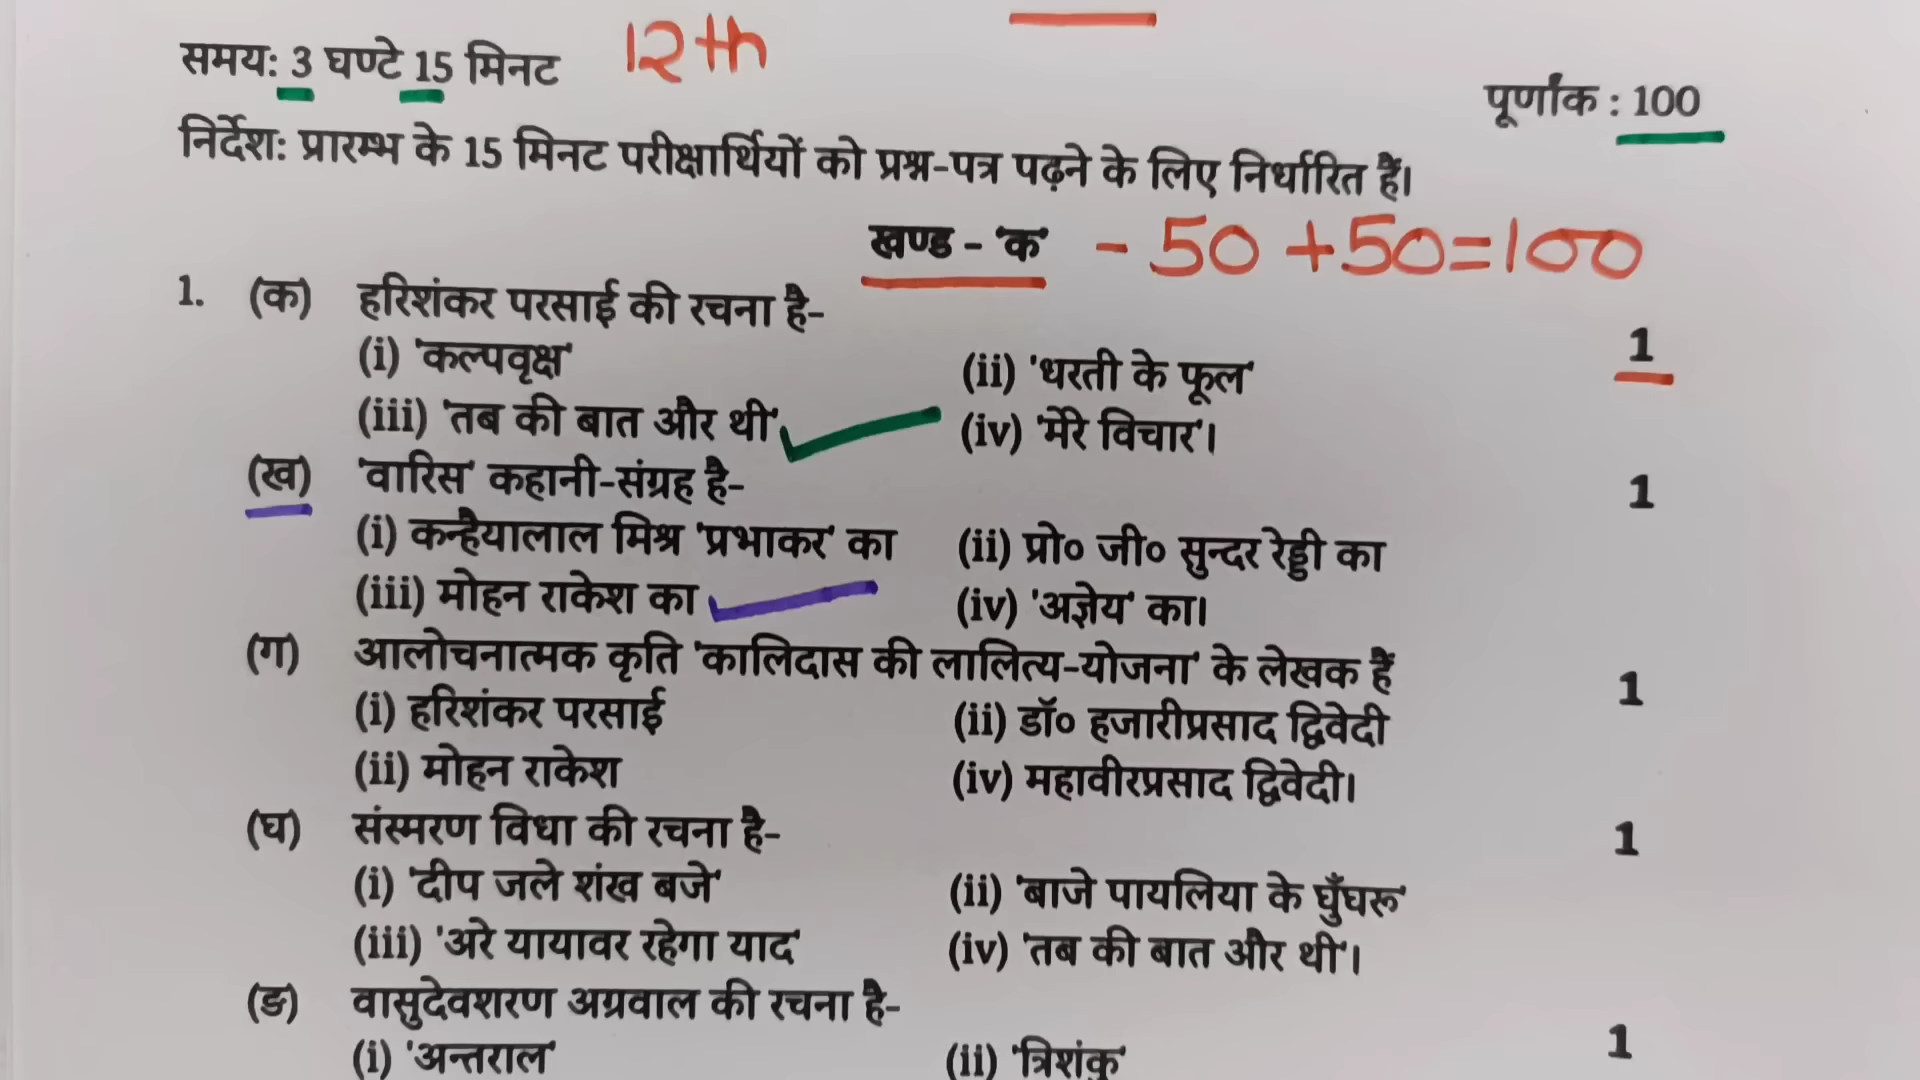 समय: 3 घण्टे 15 मिनट 12th
पूर्णांक : 100
निर्देश: प्रारम्भ के 15 मिनट परीक्षार्थियों को प्रश्न-पत्र पढ़ने के लिए निर्धारित हैं।
खण्ड - 'क' - 50 + 50 = 100
1. (क) हरिशंकर परसाई की रचना है- 1
(i) 'कल्पवृक्ष' (ii) 'धरती के फूल'
(iii) 'तब की बात और थी' (iv) 'मेरे विचार'।
(ख) 'वारिस' कहानी-संग्रह है- 1
(i) कन्हैयालाल मिश्र 'प्रभाकर' का (ii) प्रो० जी० सुन्दर रेड्डी का
(iii) मोहन राकेश का (iv) 'अज्ञेय' का।
(ग) आलोचनात्मक कृति 'कालिदास की लालित्य-योजना' के लेखक हैं 1
(i) हरिशंकर परसाई (ii) डॉ० हजारीप्रसाद द्विवेदी
(ii) मोहन राकेश (iv) महावीरप्रसाद द्विवेदी।
(घ) संस्मरण विधा की रचना है- 1
(i) 'दीप जले शंख बजे' (ii) 'बाजे पायलिया के घुँघरू'
(iii) 'अरे यायावर रहेगा याद' (iv) 'तब की बात और थी'।
(ङ) वासुदेवशरण अग्रवाल की रचना है- 1
(i) 'अन्तराल' (ii) 'त्रिशंकु'